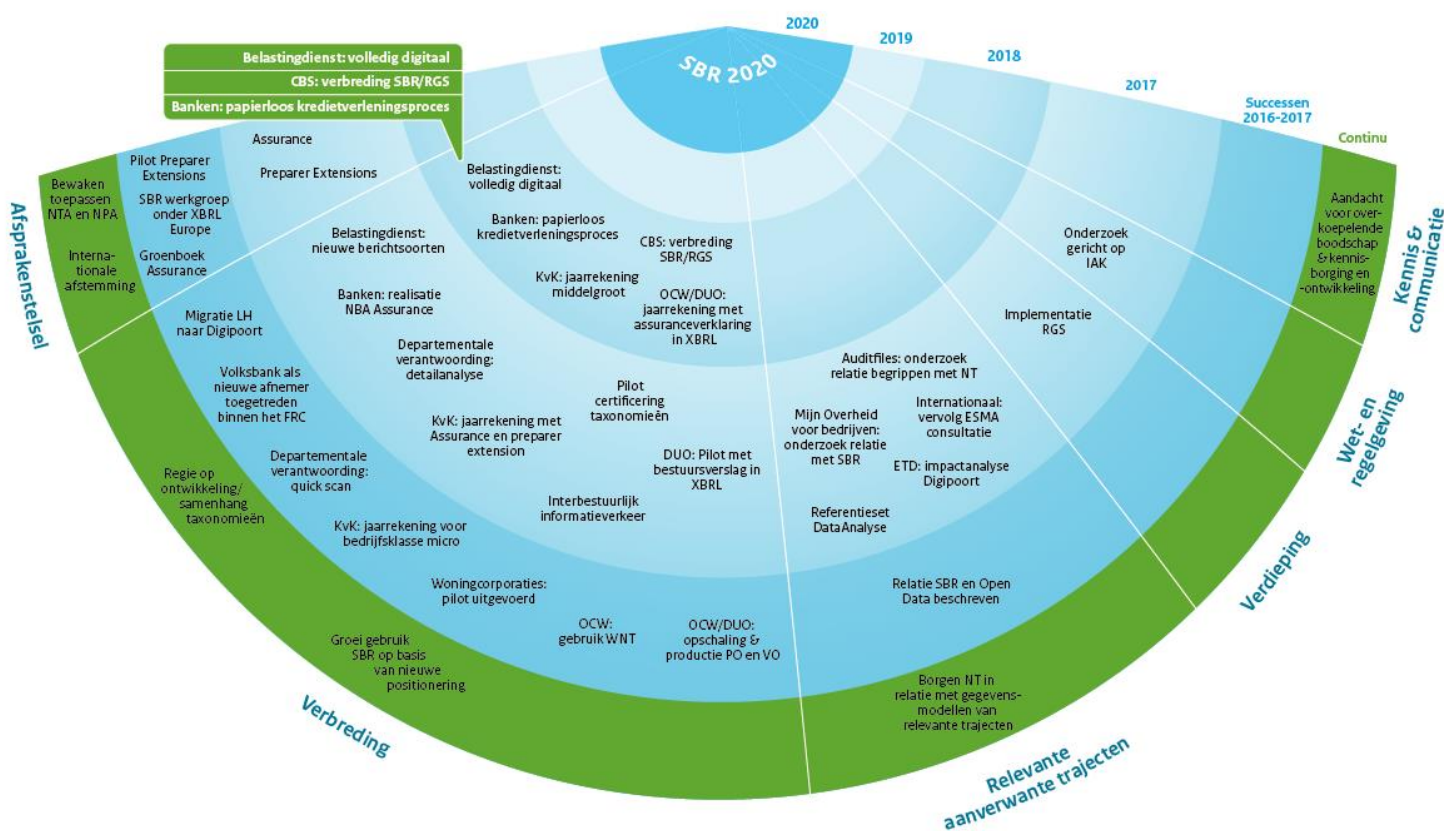 2020
2019
2018
2017
Successen
2016-2017
Continu
SBR 2020
Belastingdienst: volledig digitaal
CBS: verbreding SBR/RGS
Banken: papierloos kredietverleningsproces
Afsprakenstelsel
Bewaken
toepassen
NTA en NPA
Interna-
tionale
afstemming
Pilot Preparer
Extensions
SBR werkgroep
onder XBRL
Europe
Groenboek
Assurance
Assurance
Preparer Extensions
Verbreding
Belastingdienst:
volledig digitaal
Banken: papierloos
kredietverleningsproces
CBS: verbreding
SBR/RGS
KvK: jaarrekening
middelgroot
OCW/DUO:
jaarrekening met
assuranceverklaring
in XBRL
Belastingdienst:
nieuwe berichtsoorten
Banken: realisatie
NBA Assurance
Departementale
verantwoording:
detailanalyse
Pilot
certificering
taxonomieën
KvK: jaarrekening met
Assurance en preparer
extension
DUO: Pilot met
bestuursverslag in
XBRL
Interbestuurlijk
informatieverkeer
Migratie LH
naar Digipoort
Volksbank als
nieuwe afnemer
toegetreden
binnen het FRC
Departementale
verantwoording:
quick scan
KvK: jaarrekening voor
bedrijfsklasse micro
Woningcorporaties:
pilot uitgevoerd
OCW:
gebruik WNT
OCW/DUO:
opschaling &
productie PO en VO
Regie op
ontwikkeling/
samenhang
taxonomieën
Groei gebruik
SBR op basis
van nieuwe
positionering
Relevante
aanverwante trajecten
Auditfiles: onderzoek
relatie begrippen met NT
Mijn Overheid
voor bedrijven:
onderzoek relatie
met SBR
Internationaal:
vervolg ESMA
consultatie
ETD: impactanalyse
Digipoort
Referentieset
DataAnalyse
Relatie SBR en Open
Data beschreven
Borgen NT in
relatie met gegevens-
modellen van
relevante trajecten
Verdieping
Implementatie
RGS
Onderzoek
gericht op
IAK
Wet- en
regelgeving
Kennis &
communicatie
Aandacht
voor over-
koepelende
boodschap
& kennis-
borging en
-ontwikkeling